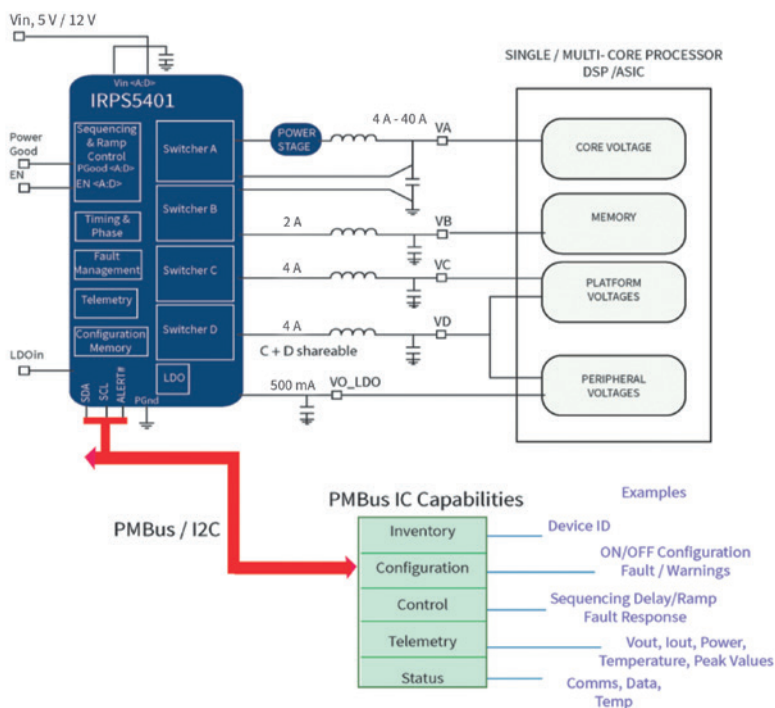 Vin, 5 V / 12 V
Vin <A:D>
IRPS5401
Sequencing
& Ramp
Control
PGood <A:D>
EN <A:D>
Timing &
Phase
Fault
Management
Telemetry
Configuration
Memory
Switcher A
Switcher B
Switcher C
Switcher D
LDO
Power
Good
EN
LDOin
SDA
SCL
ALERT#
PGnd
POWER
STAGE
4 A - 40 A
VA
2 A
VB
4 A
VC
4 A
VD
C + D shareable
500 mA
VO_LDO
SINGLE / MULTI- CORE PROCESSOR
DSP /ASIC
CORE VOLTAGE
MEMORY
PLATFORM
VOLTAGES
PERIPHERAL
VOLTAGES
PMBus / I2C
PMBus IC Capabilities
Examples
Inventory
Device ID
Configuration
ON/OFF Configuration
Fault / Warnings
Control
Sequencing Delay/Ramp
Fault Response
Telemetry
Vout, Iout, Power,
Temperature, Peak Values
Status
Comms, Data,
Temp